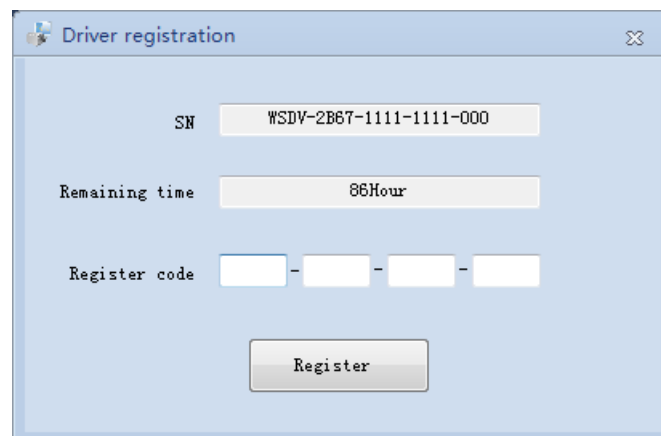 Driver registration
SN WSDV-2B67-1111-1111-000
Remaining time 86Hour
Register code - - -
Register